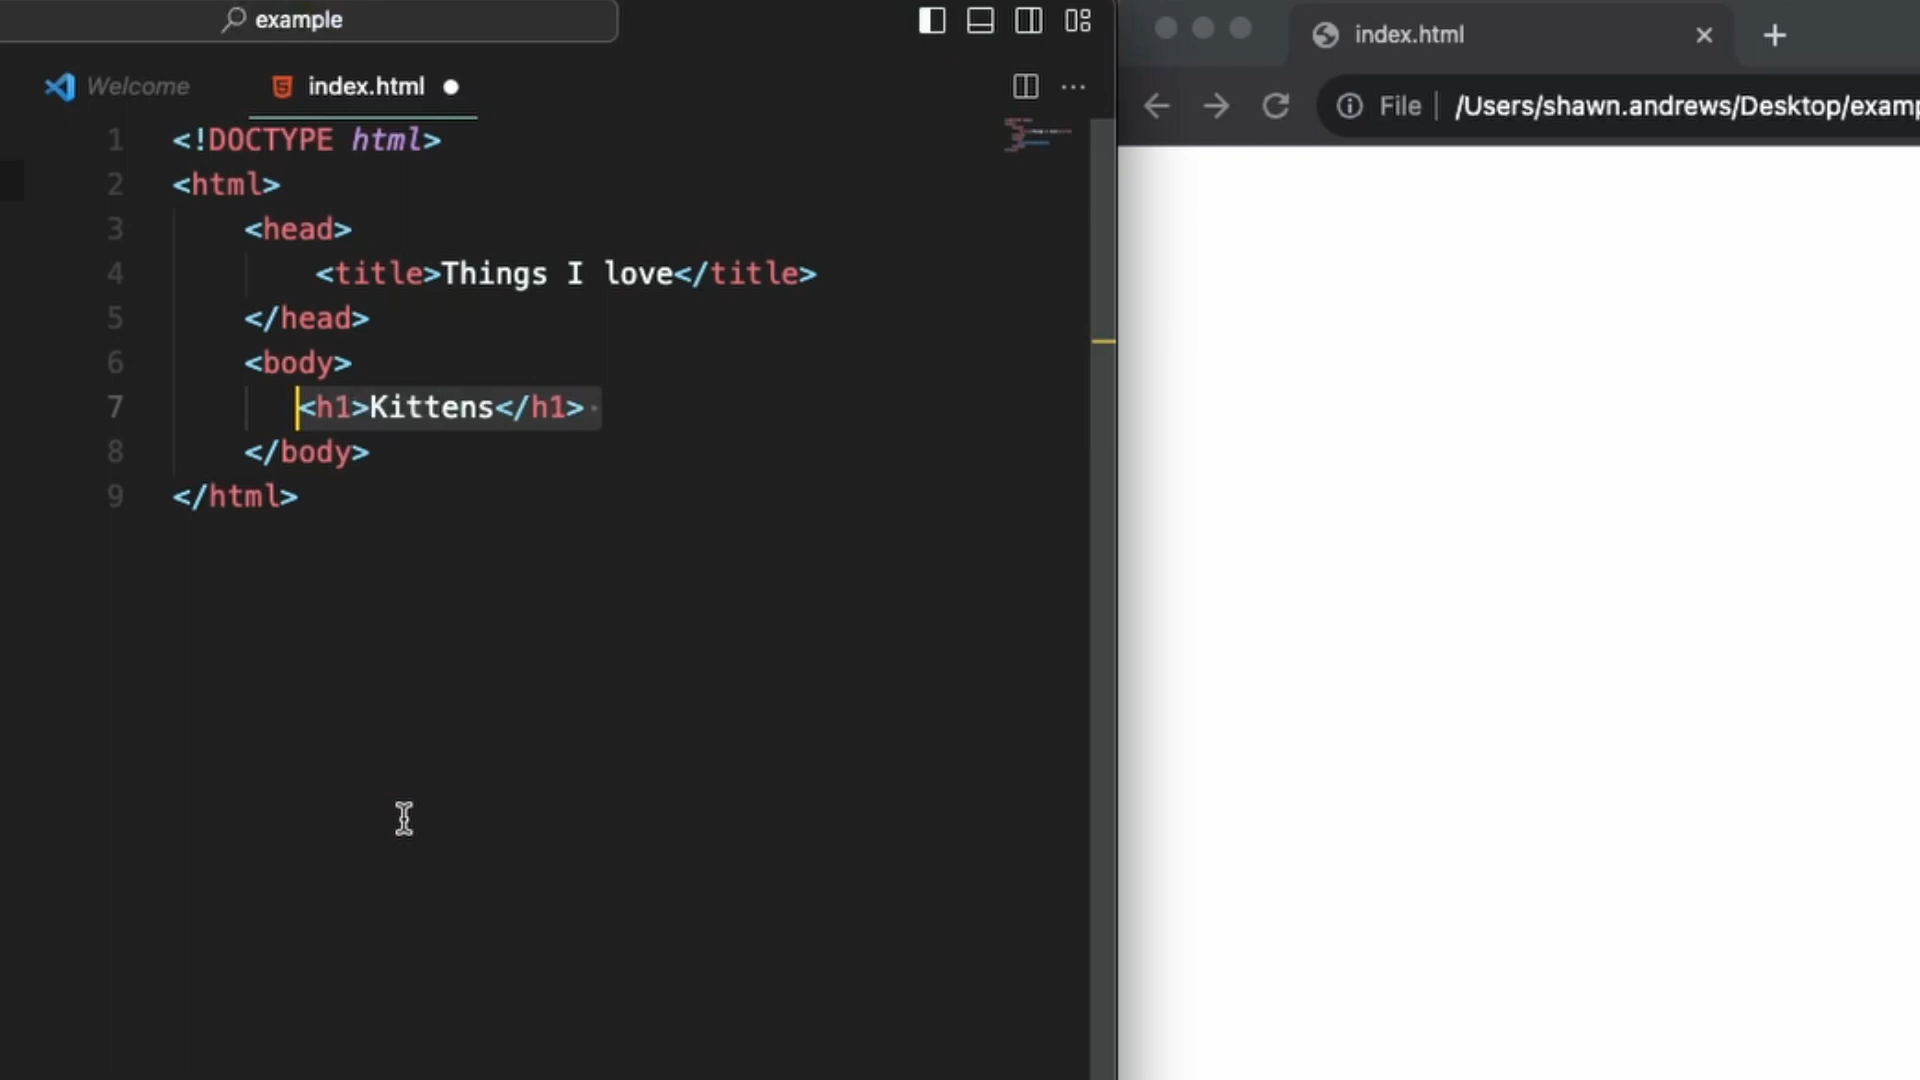 example
Welcome
index.html
1 <!DOCTYPE html>
2 <html>
3 <head>
4 <title>Things I love</title>
5 </head>
6 <body>
7 <h1>Kittens</h1>
8 </body>
9 </html>
index.html
File /Users/shawn.andrews/Desktop/examp